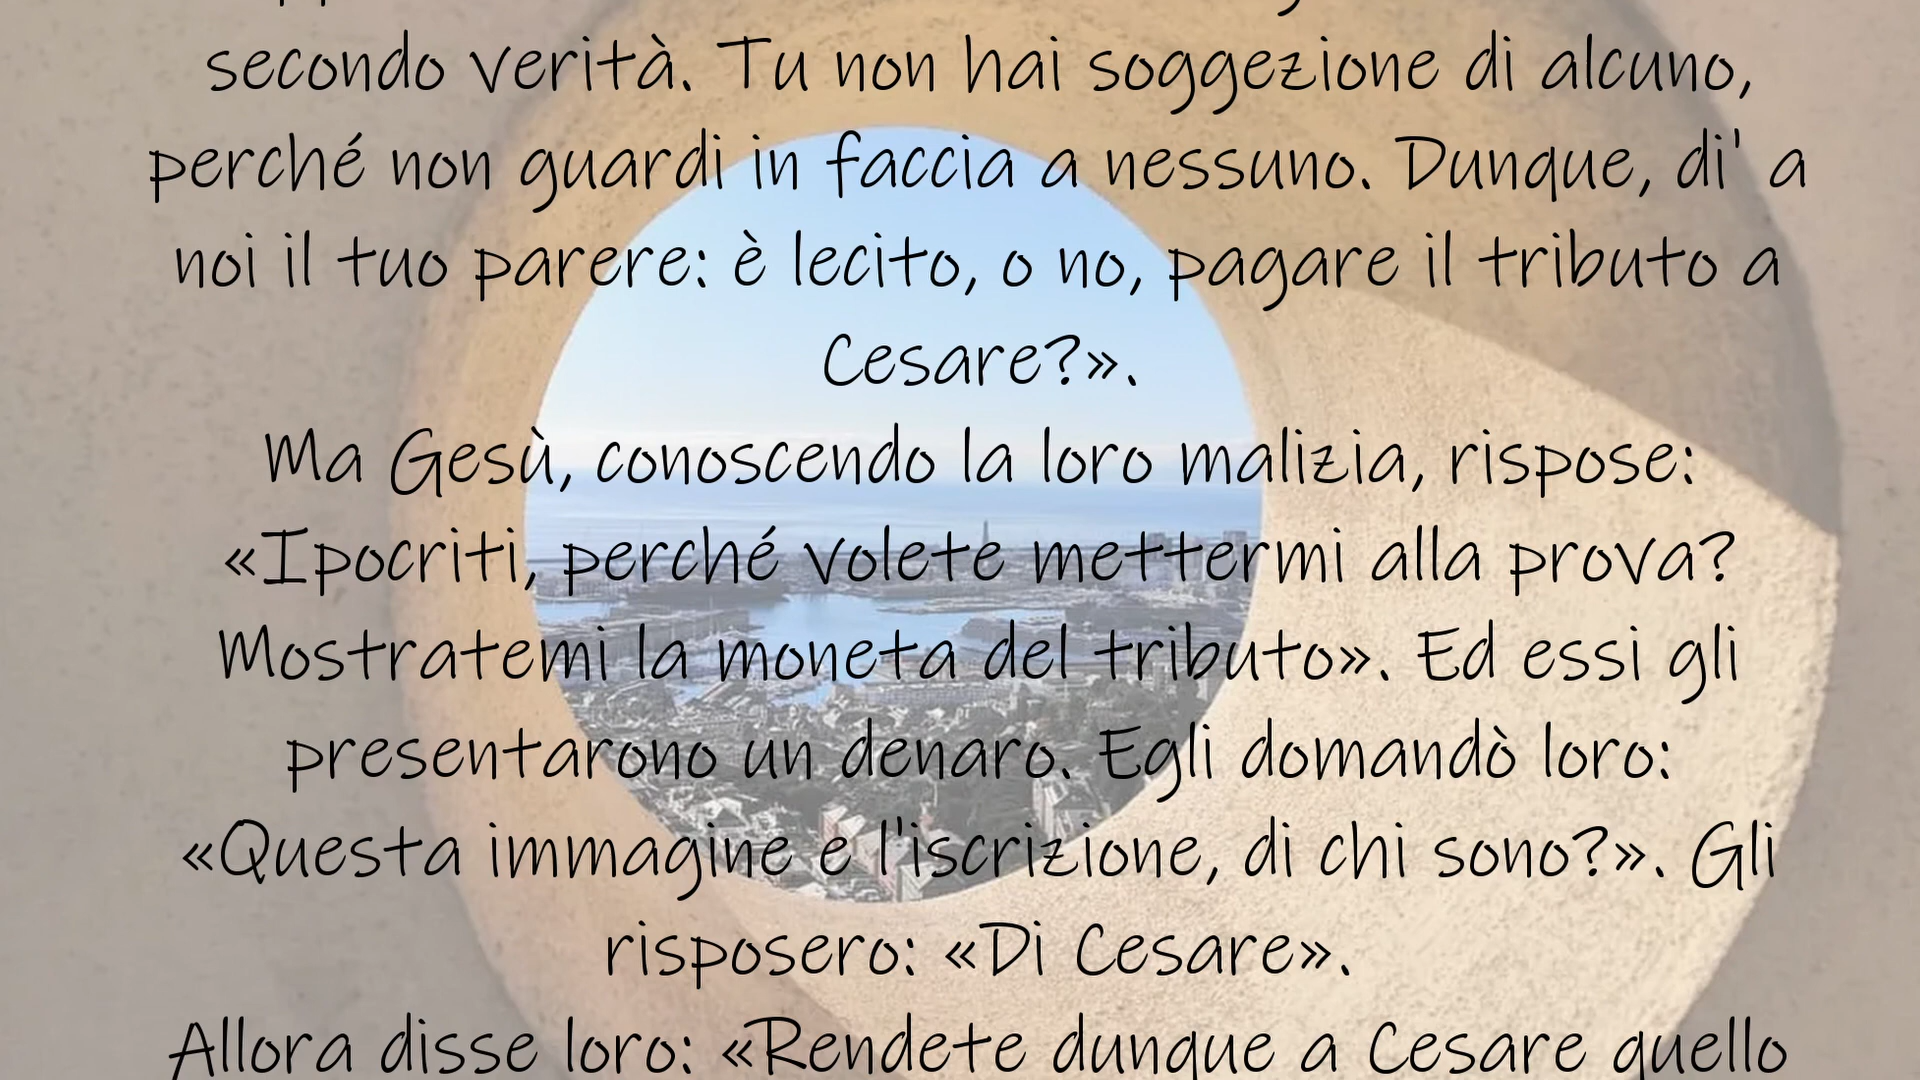 secondo verità. Tu non hai soggezione di alcuno,
perché non guardi in faccia a nessuno. Dunque, di' a
noi il tuo parere: è lecito, o no, pagare il tributo a
Cesare?».
Ma Gesù, conoscendo la loro malizia, rispose:
«Ipocriti, perché volete mettermi alla prova?
Mostratemi la moneta del tributo». Ed essi gli
presentarono un denaro. Egli domandò loro:
«Questa immagine e l'iscrizione, di chi sono?». Gli
risposero: «Di Cesare».
Allora disse loro: «Rendete dunque a Cesare quello